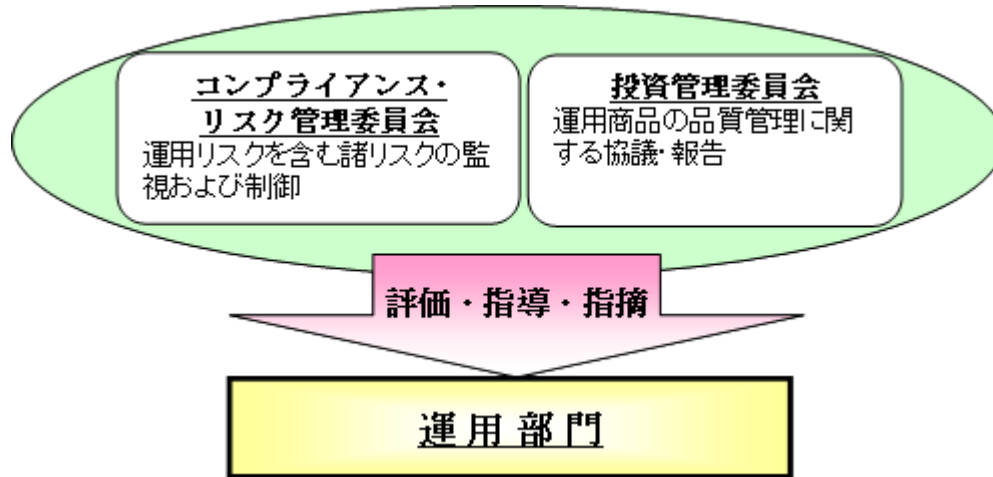 コンプライアンス・
リスク管理委員会
運用リスクを含む諸リスクの監
視および制御
投資管理委員会
運用商品の品質管理に関
する協議・報告
評価・指導・指摘
運用部門